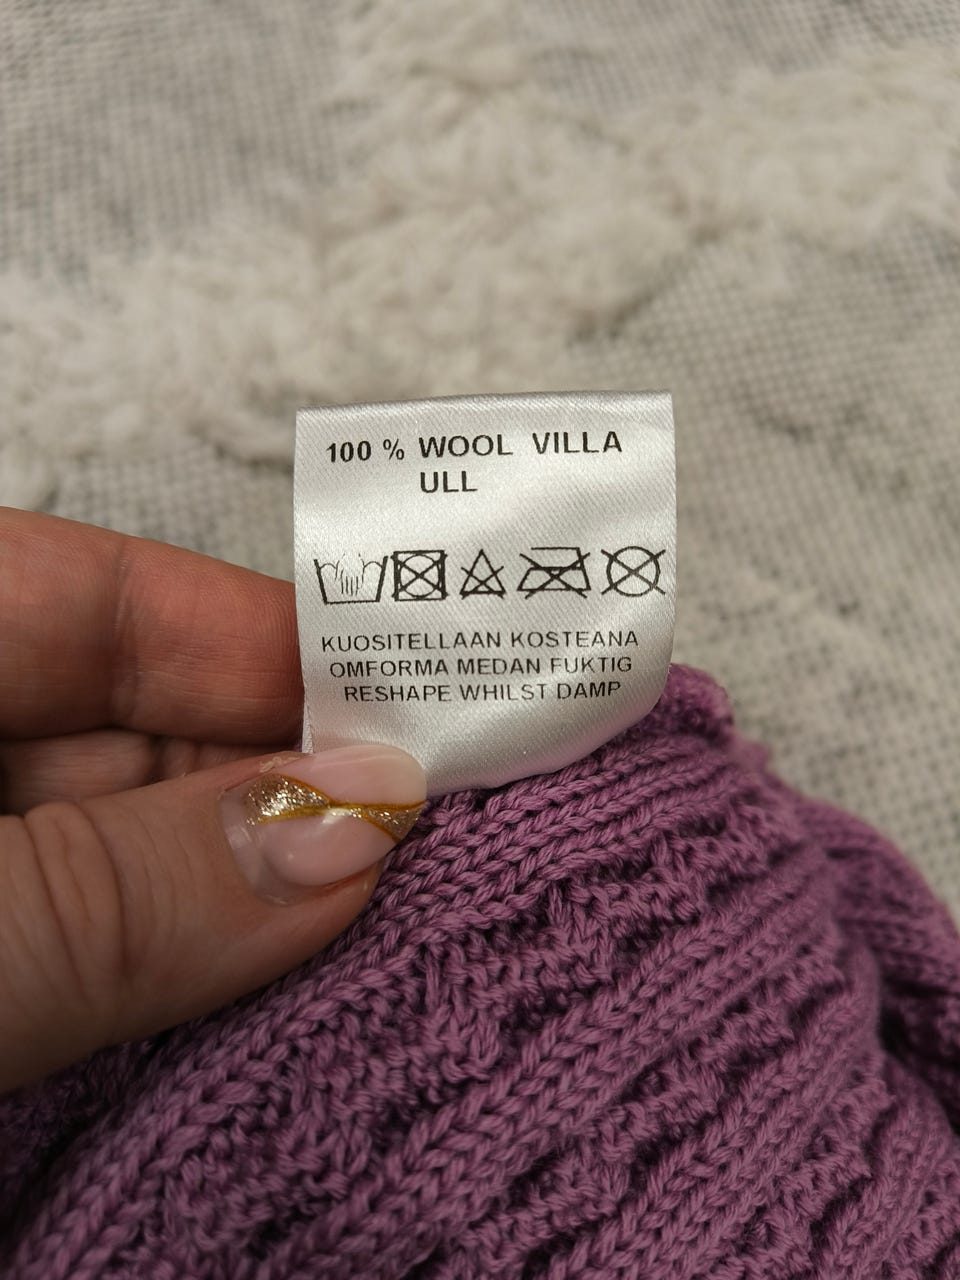 100 % WOOL VILLA
ULL
KUOSITELLAAN KOSTEANA
OMFORMA MEDAN FUKTIG
RESHAPE WHILST DAMP